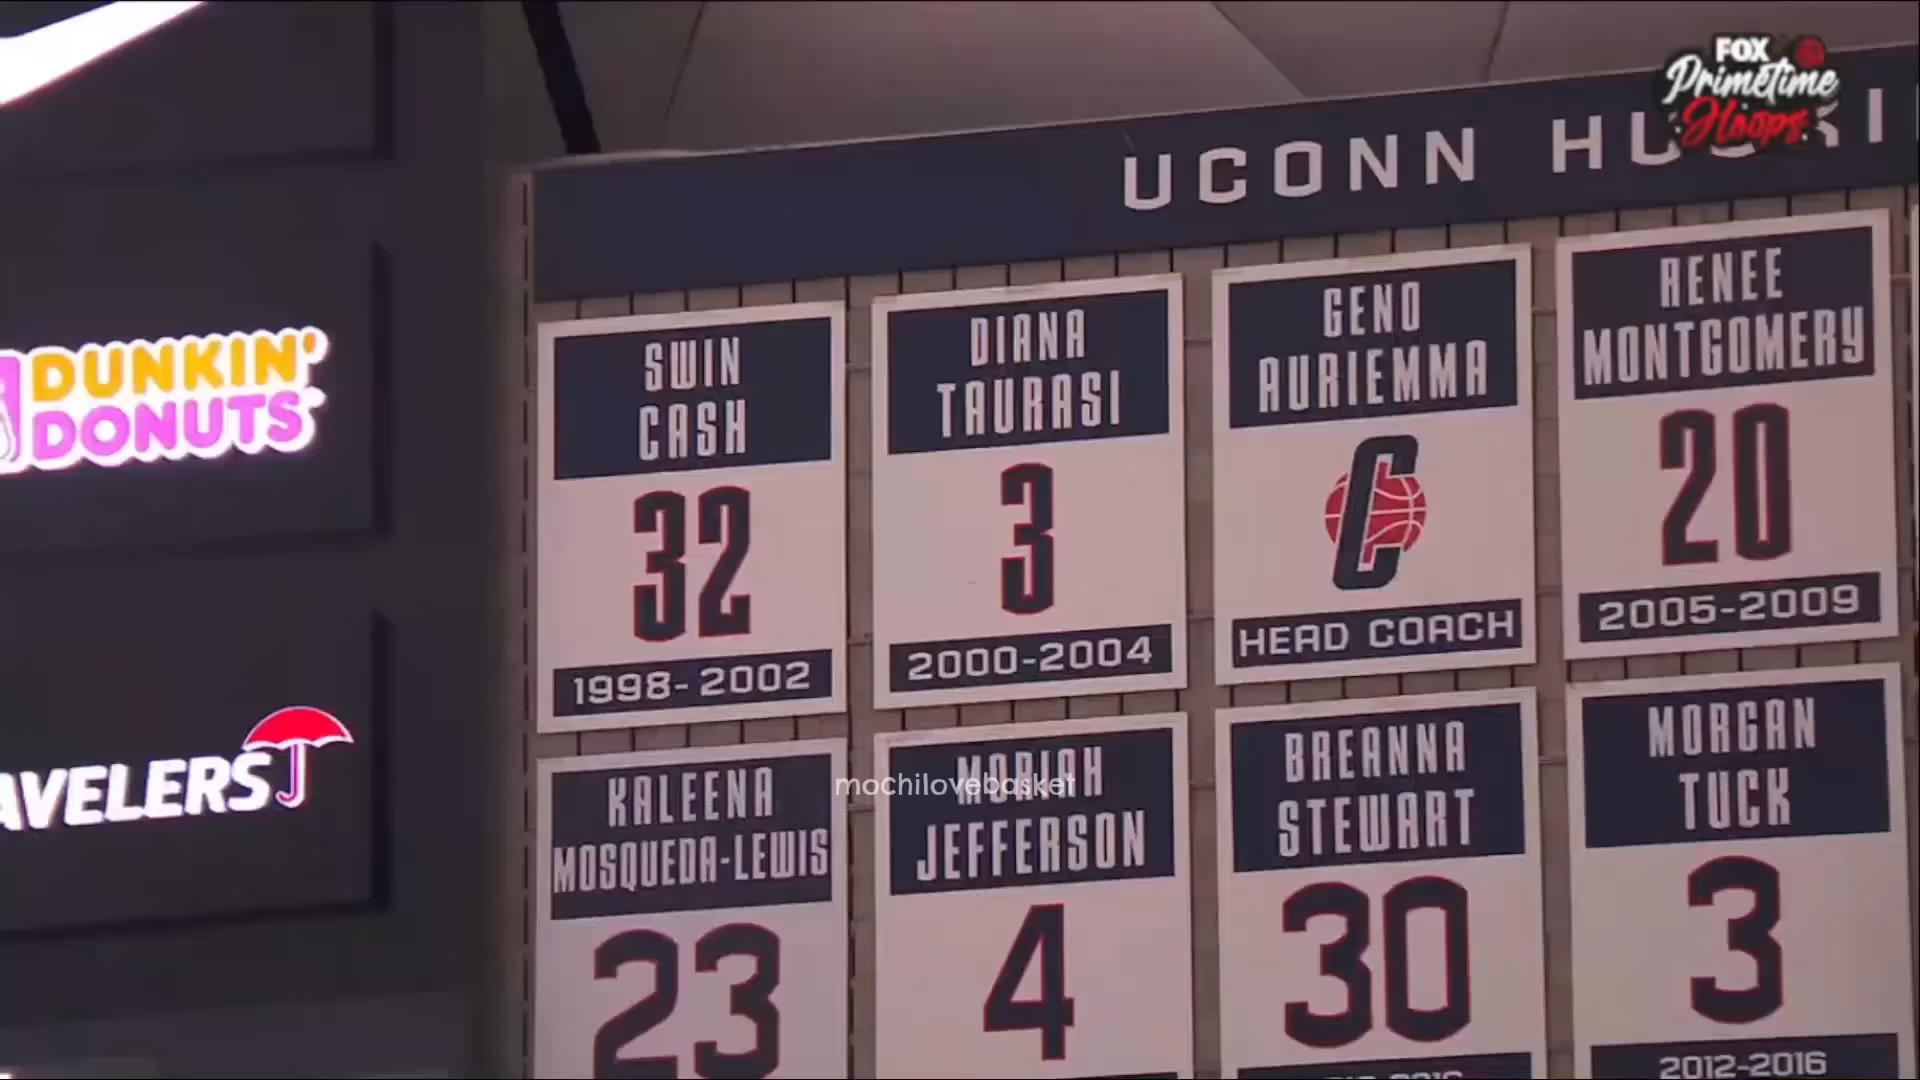 FOX
Primetime
Hoops
UCONN HUSKI
DUNKIN'
DONUTS
AVELERS
SWIN
CASH
32
1998-2002
DIANA
TAURASI
3
2000-2004
GENO
AURIEMMA
C
HEAD COACH
RENEE
MONTGOMERY
20
2005-2009
KALEENA
MOSQUEDA-LEWIS
23
MORIAH
JEFFERSON
4
mochilovebasket
BREANNA
STEWART
30
MORGAN
TUCK
3
2012-2016